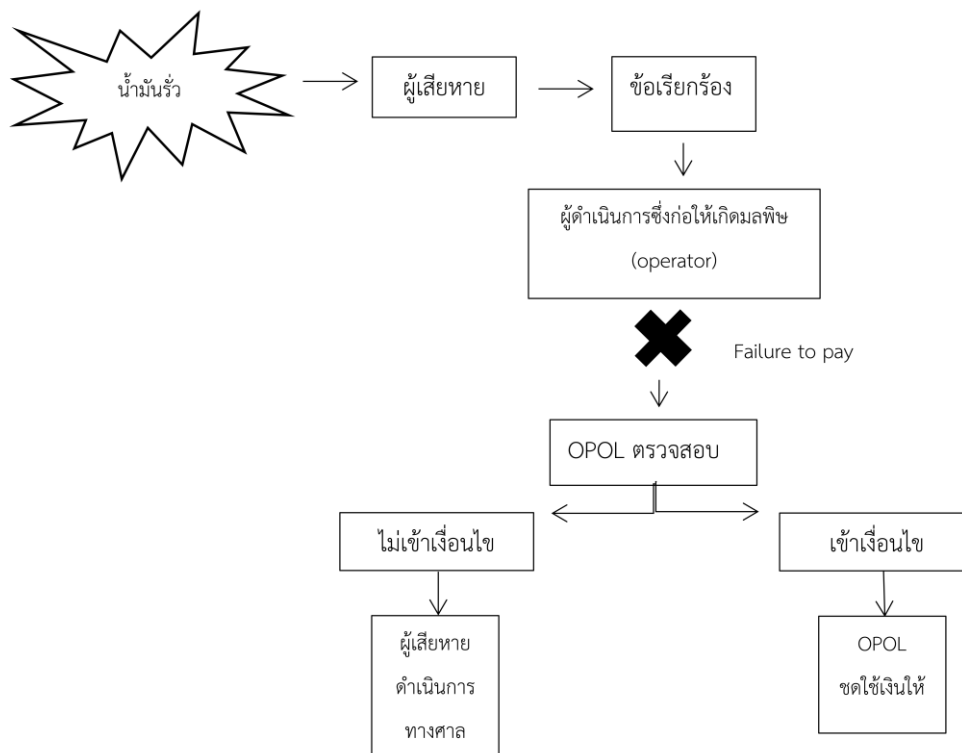 น้ำมันรั่ว
ผู้เสียหาย
ข้อเรียกร้อง
ผู้ดำเนินการซึ่งก่อให้เกิดมลพิษ
(operator)
Failure to pay
OPOL ตรวจสอบ
ไม่เข้าเงื่อนไข
เข้าเงื่อนไข
ผู้เสียหาย
ดำเนินการ
ทางศาล
OPOL
ชดใช้เงินให้